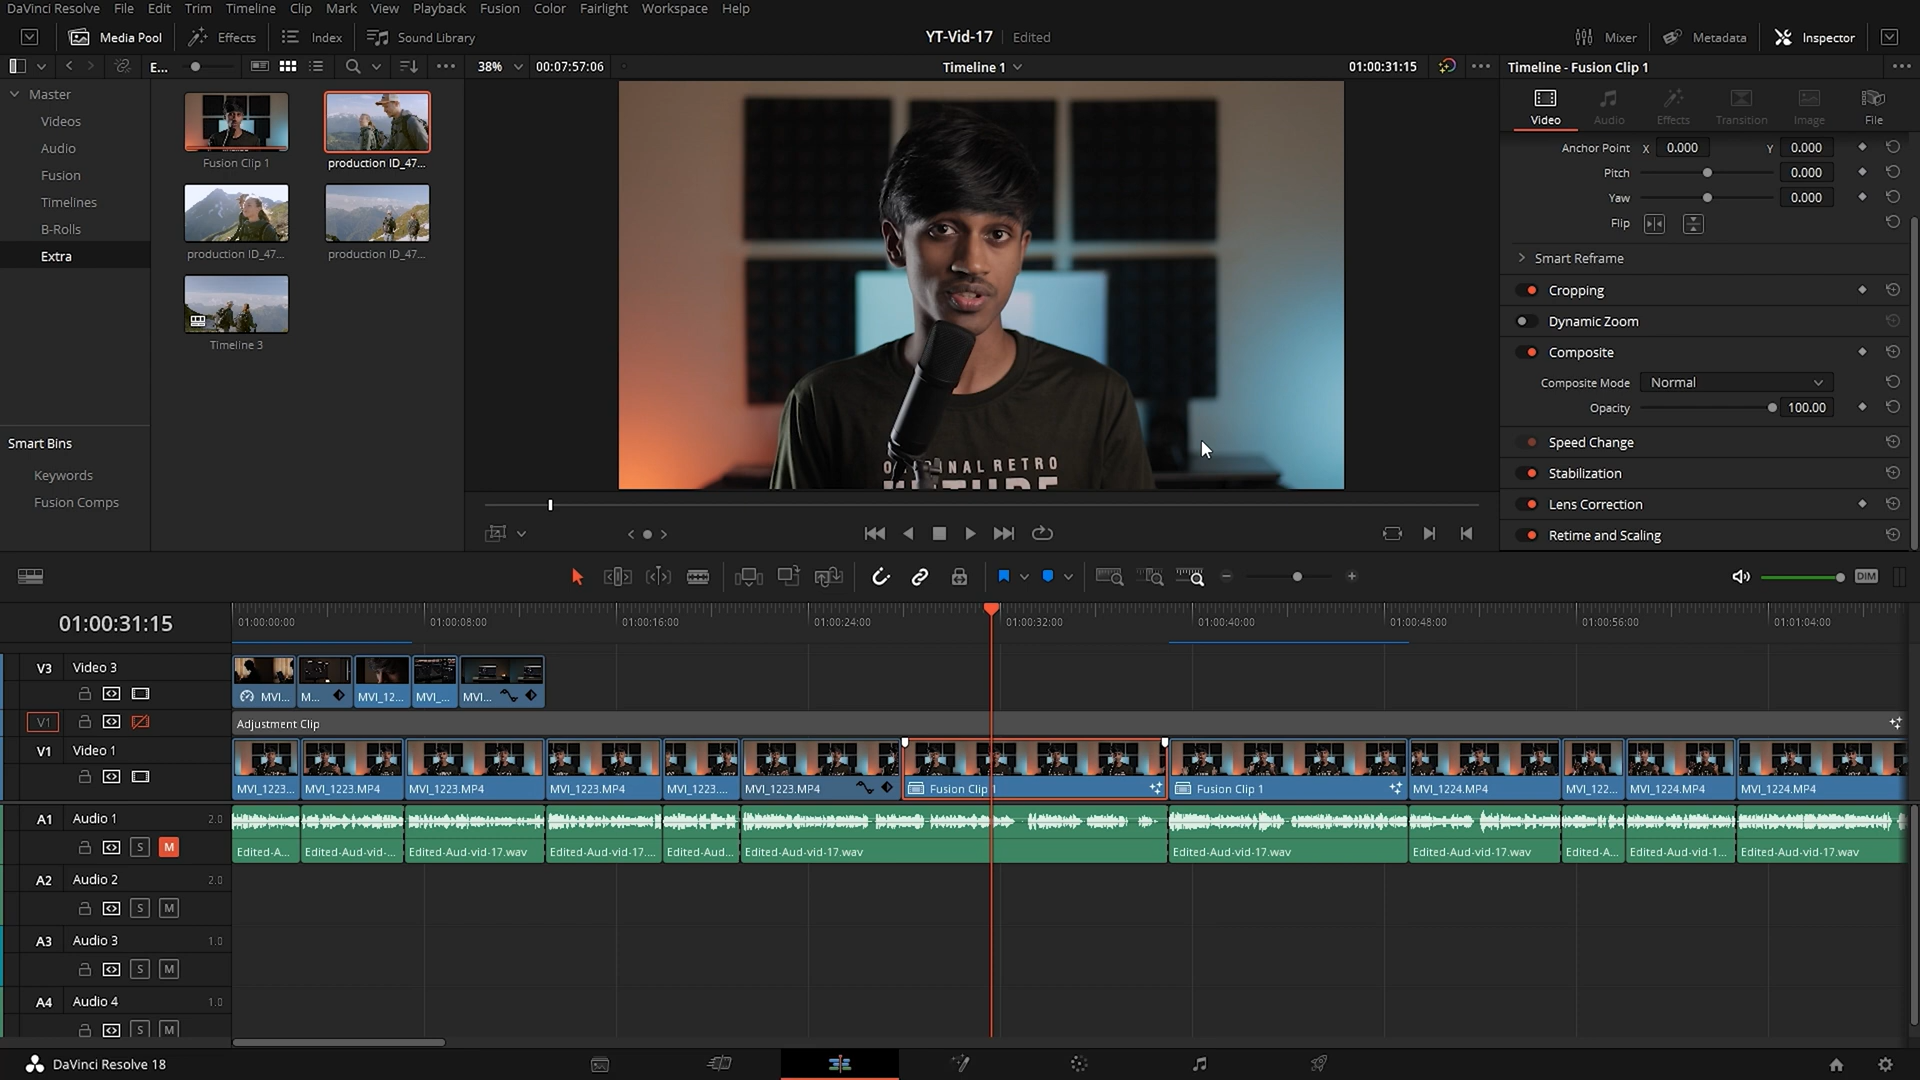 DaVinci Resolve File Edit Trim Timeline Clip Mark View Playback Fusion Color Fairlight Workspace Help
Media Pool Effects Index Sound Library YT-Vid-17 Edited Mixer Metadata Inspector
E... 38% 00:07:57:06 Timeline 1 01:00:31:15 Timeline - Fusion Clip 1
Master
Videos
Audio
Fusion
Timelines
B-Rolls
Extra
Smart Bins
Keywords
Fusion Comps
Fusion Clip 1
production ID_47...
production ID_47...
production ID_47...
Timeline 3
NAL RETRO
Video Audio Effects Transition Image File
Anchor Point X 0.000 Y 0.000
Pitch 0.000
Yaw 0.000
Flip
Smart Reframe
Cropping
Dynamic Zoom
Composite
Composite Mode Normal
Opacity 100.00
Speed Change
Stabilization
Lens Correction
Retime and Scaling
DIM
01:00:31:15
01:00:00:00 01:00:08:00 01:00:16:00 01:00:24:00 01:00:32:00 01:00:40:00 01:00:48:00 01:00:56:00 01:01:04:00
V3 Video 3
MVI... M... MVI_12... MVI_... MVI...
V1 Adjustment Clip
V1 Video 1
MVI_1223... MVI_1223.MP4 MVI_1223.MP4 MVI_1223.MP4 MVI_1223.... MVI_1223.MP4 Fusion Clip 1 Fusion Clip 1 MVI_1224.MP4 MVI_122... MVI_1224.MP4 MVI_1224.MP4
A1 Audio 1 2.0
S M
Edited-A... Edited-Aud-vid-... Edited-Aud-vid-17.wav Edited-Aud-vid-17.... Edited-Aud... Edited-Aud-vid-17.wav Edited-Aud-vid-17.wav Edited-Aud-vid-17.wav Edited-A... Edited-Aud-vid-1... Edited-Aud-vid-17.wav
A2 Audio 2 2.0
S M
A3 Audio 3 1.0
S M
A4 Audio 4 1.0
S M
DaVinci Resolve 18